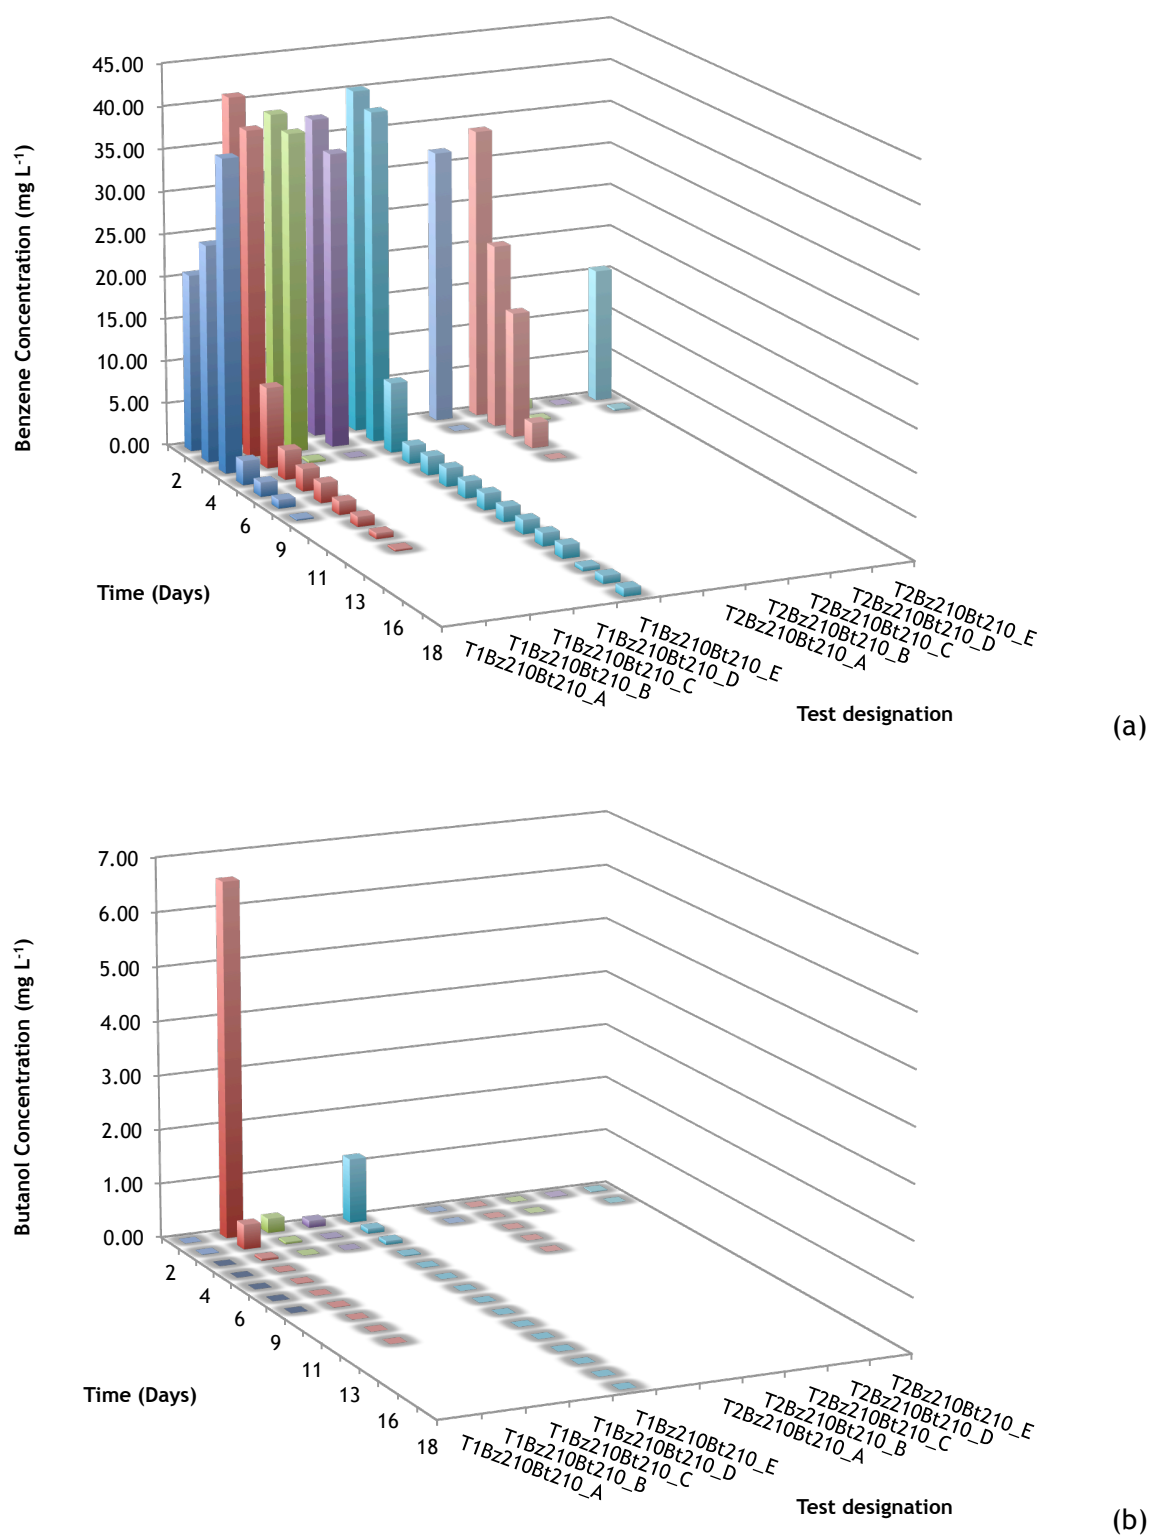 45.00
40.00
35.00
30.00
25.00
20.00
15.00
10.00
5.00
0.00
Benzene Concentration (mg L-1)
2
4
6
9
11
13
16
18
Time (Days)
T1Bz210Bt210_A
T1Bz210Bt210_B
T1Bz210Bt210_C
T1Bz210Bt210_D
T1Bz210Bt210_E
T2Bz210Bt210_A
T2Bz210Bt210_B
T2Bz210Bt210_C
T2Bz210Bt210_D
T2Bz210Bt210_E
Test designation
(a)
7.00
6.00
5.00
4.00
3.00
2.00
1.00
0.00
Butanol Concentration (mg L-1)
2
4
6
9
11
13
16
18
Time (Days)
T1Bz210Bt210_A
T1Bz210Bt210_B
T1Bz210Bt210_C
T1Bz210Bt210_D
T1Bz210Bt210_E
T2Bz210Bt210_A
T2Bz210Bt210_B
T2Bz210Bt210_C
T2Bz210Bt210_D
T2Bz210Bt210_E
Test designation
(b)